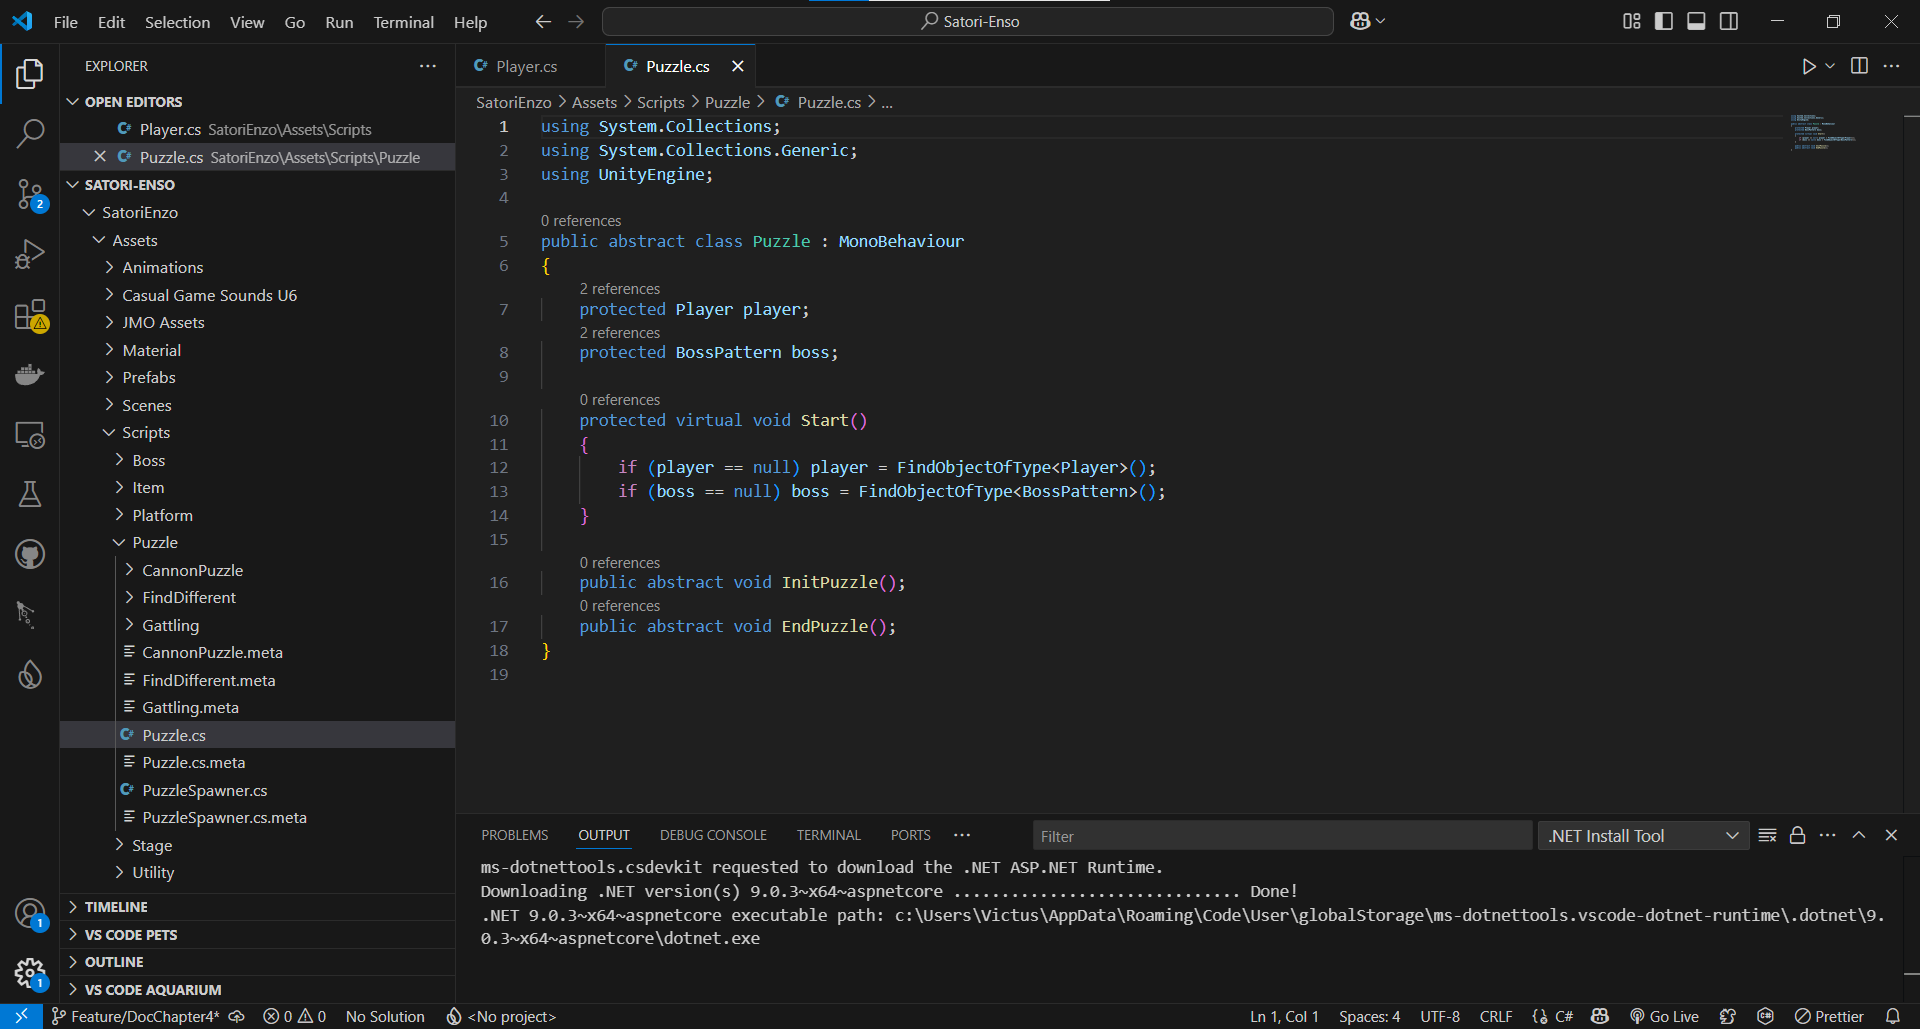 File Edit Selection View Go Run Terminal Help
Satori-Enso
EXPLORER
OPEN EDITORS
Player.cs SatoriEnzo\Assets\Scripts
Puzzle.cs SatoriEnzo\Assets\Scripts\Puzzle
SATORI-ENSO
SatoriEnzo
Assets
Animations
Casual Game Sounds U6
JMO Assets
Material
Prefabs
Scenes
Scripts
Boss
Item
Platform
Puzzle
CannonPuzzle
FindDifferent
Gattling
CannonPuzzle.meta
FindDifferent.meta
Gattling.meta
Puzzle.cs
Puzzle.cs.meta
PuzzleSpawner.cs
PuzzleSpawner.cs.meta
Stage
Utility
TIMELINE
VS CODE PETS
OUTLINE
VS CODE AQUARIUM
2
1
1
Player.cs
Puzzle.cs
SatoriEnzo > Assets > Scripts > Puzzle > Puzzle.cs > ...
1 using System.Collections;
2 using System.Collections.Generic;
3 using UnityEngine;
4
0 references
5 public abstract class Puzzle : MonoBehaviour
6 {
2 references
7 protected Player player;
2 references
8 protected BossPattern boss;
9
0 references
10 protected virtual void Start()
11 {
12 if (player == null) player = FindObjectOfType<Player>();
13 if (boss == null) boss = FindObjectOfType<BossPattern>();
14 }
15
0 references
16 public abstract void InitPuzzle();
0 references
17 public abstract void EndPuzzle();
18 }
19
PROBLEMS OUTPUT DEBUG CONSOLE TERMINAL PORTS ... Filter .NET Install Tool
ms-dotnettools.csdevkit requested to download the .NET ASP.NET Runtime.
Downloading .NET version(s) 9.0.3~x64~aspnetcore .............................. Done!
.NET 9.0.3~x64~aspnetcore executable path: c:\Users\Victus\AppData\Roaming\Code\User\globalStorage\ms-dotnettools.vscode-dotnet-runtime\.dotnet\9.
0.3~x64~aspnetcore\dotnet.exe
Feature/DocChapter4* 0 0 No Solution <No project> Ln 1, Col 1 Spaces: 4 UTF-8 CRLF C# Go Live Prettier